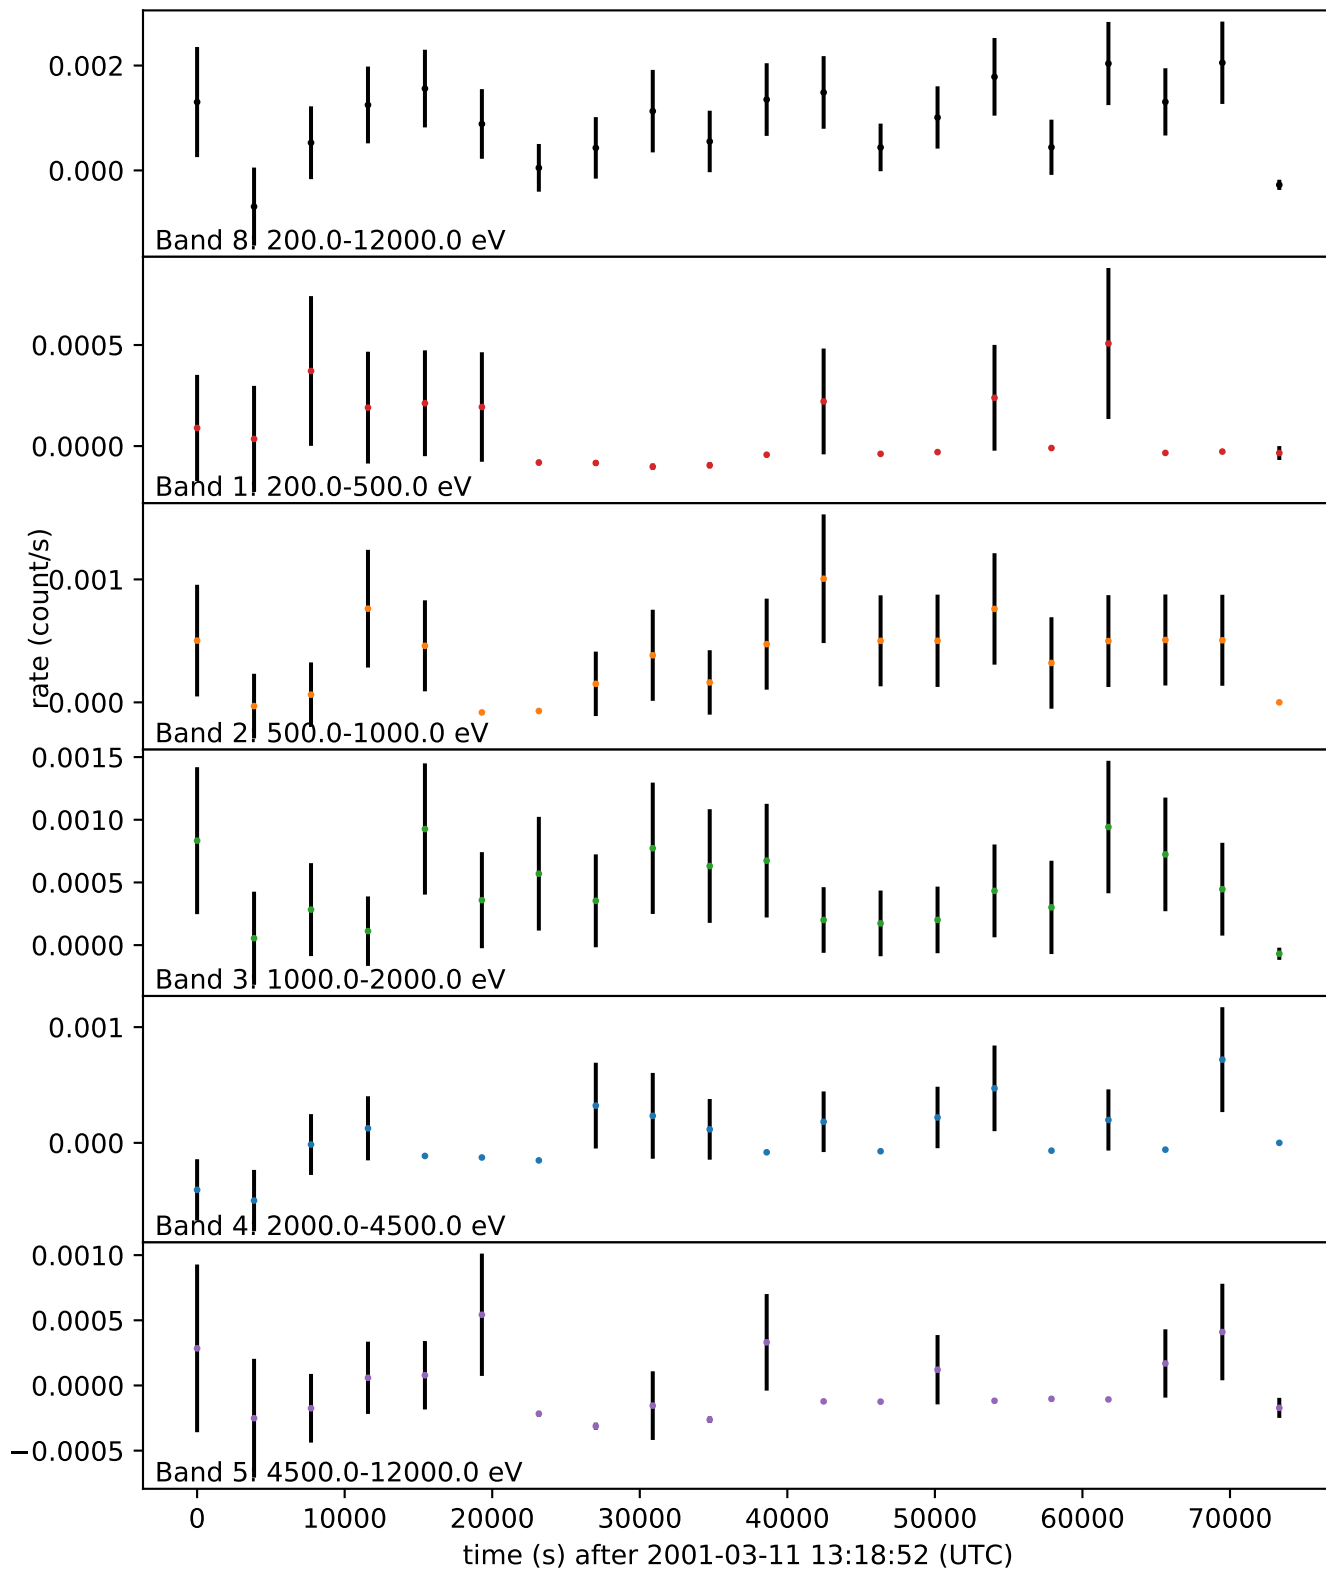 0.002
0.000
Band 8: 200.0-12000.0 eV
0.0005
0.0000
Band 1: 200.0-500.0 eV
rate (count/s)
0.001
0.000
Band 2: 500.0-1000.0 eV
0.0015
0.0010
0.0005
0.0000
Band 3: 1000.0-2000.0 eV
0.001
0.000
Band 4: 2000.0-4500.0 eV
0.0010
0.0005
0.0000
−0.0005
Band 5: 4500.0-12000.0 eV
0 10000 20000 30000 40000 50000 60000 70000
time (s) after 2001-03-11 13:18:52 (UTC)